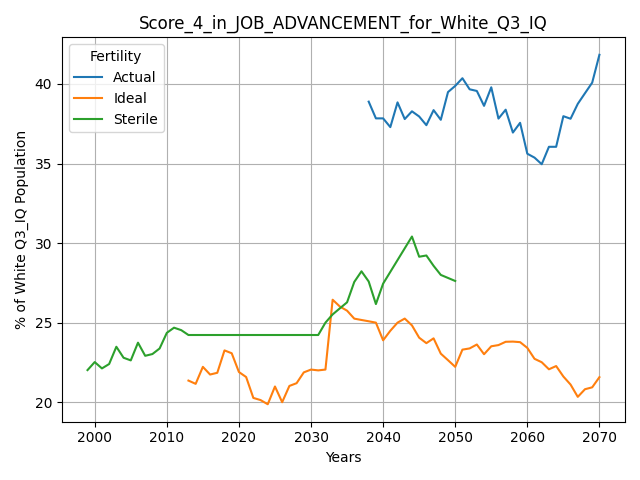 Score_4_in_JOB_ADVANCEMENT_for_White_Q3_IQ
Fertility
Actual
Ideal
Sterile
% of White Q3_IQ Population
40
35
30
25
20
2000 2010 2020 2030 2040 2050 2060 2070
Years